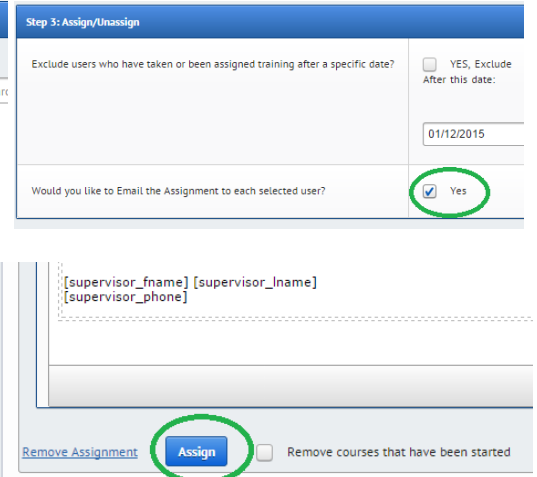 Step 3: Assign/Unassign
Exclude users who have taken or been assigned training after a specific date?
YES, Exclude
After this date:
01/12/2015
Would you like to Email the Assignment to each selected user?
Yes
[supervisor_fname] [supervisor_lname]
[supervisor_phone]
Remove Assignment
Assign
Remove courses that have been started